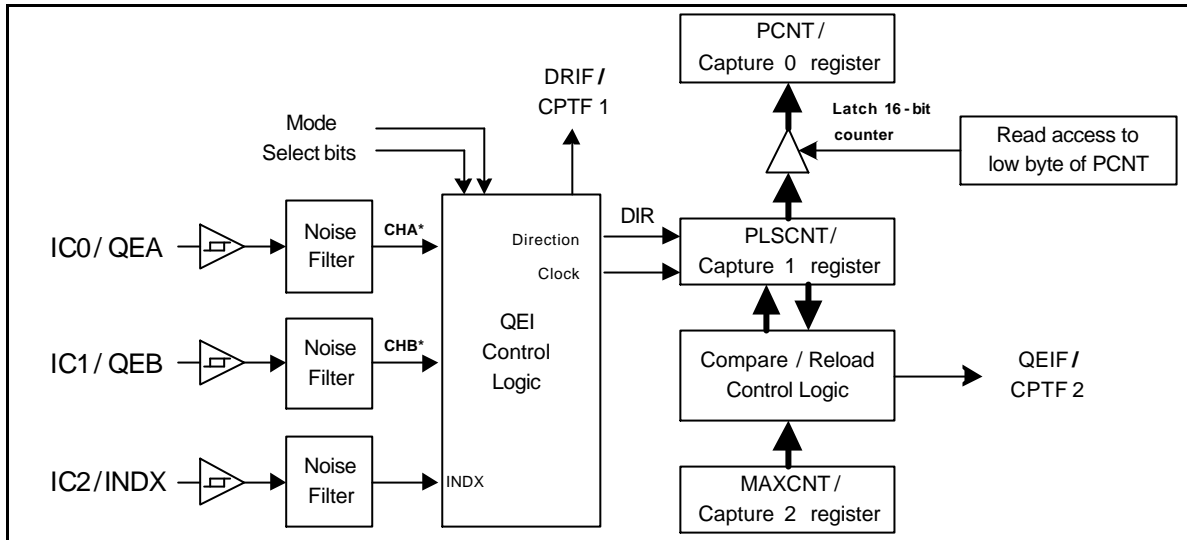 PCNT /
Capture 0 register
DRIF /
CPTF 1
Latch 16 - bit
counter
Read access to
low byte of PCNT
Mode
Select bits
IC0 / QEA
Noise
Filter
CHA*
Direction
Clock
DIR
PLSCNT /
Capture 1 register
IC1 / QEB
Noise
Filter
CHB*
QEI
Control
Logic
Compare / Reload
Control Logic
QEIF /
CPTF 2
IC2 / INDX
Noise
Filter
INDX
MAXCNT /
Capture 2 register